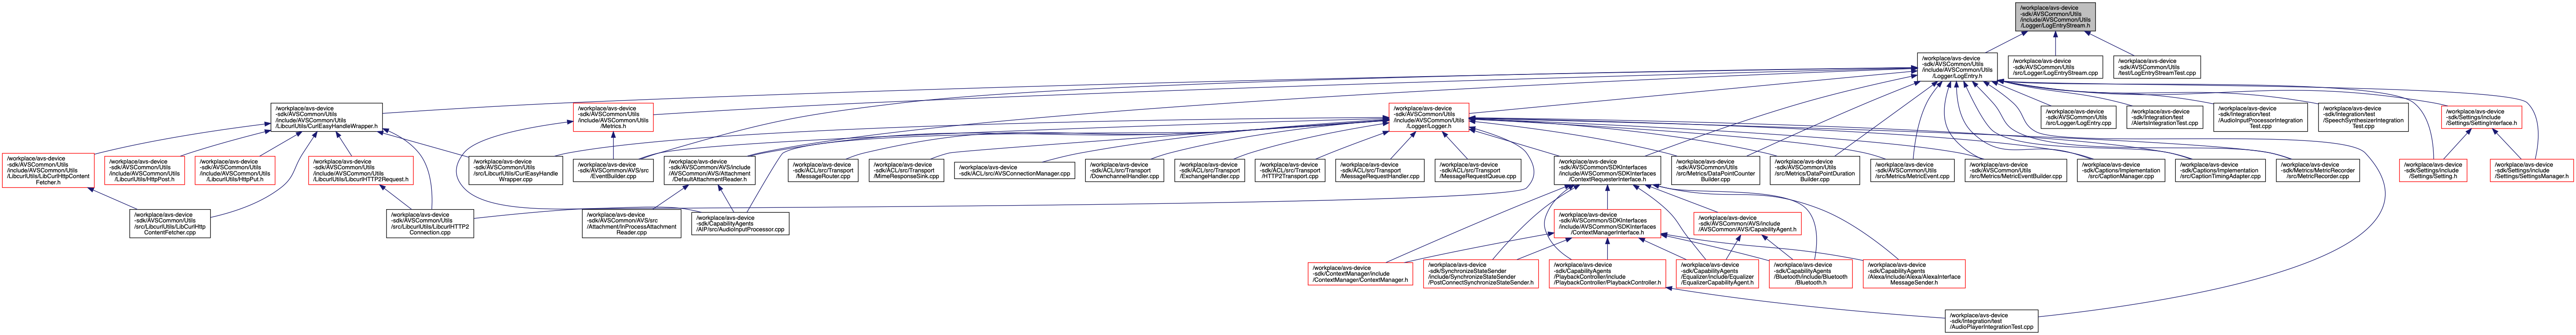 /workplace/avs-device
-sdk/AVSCommon/Utils
/include/AVSCommon/Utils
/Logger/LogEntryStream.h
/workplace/avs-device
-sdk/AVSCommon/Utils
/include/AVSCommon/Utils
/Logger/LogEntry.h
/workplace/avs-device
-sdk/AVSCommon/Utils
/src/Logger/LogEntryStream.cpp
/workplace/avs-device
-sdk/AVSCommon/Utils
/test/LogEntryStreamTest.cpp
/workplace/avs-device
-sdk/AVSCommon/Utils
/include/AVSCommon/Utils
/LibcurlUtils/CurlEasyHandleWrapper.h
/workplace/avs-device
-sdk/AVSCommon/Utils
/include/AVSCommon/Utils
/Metrics.h
/workplace/avs-device
-sdk/AVSCommon/Utils
/include/AVSCommon/Utils
/Logger/Logger.h
/workplace/avs-device
-sdk/AVSCommon/Utils
/src/Logger/LogEntry.cpp
/workplace/avs-device
-sdk/Integration/test
/AlertsIntegrationTest.cpp
/workplace/avs-device
-sdk/Integration/test
/AudioInputProcessorIntegration
Test.cpp
/workplace/avs-device
-sdk/Integration/test
/SpeechSynthesizerIntegration
Test.cpp
/workplace/avs-device
-sdk/Settings/include
/Settings/SettingInterface.h
/workplace/avs-device
-sdk/AVSCommon/Utils
/include/AVSCommon/Utils
/LibcurlUtils/LibCurlHttpContent
Fetcher.h
/workplace/avs-device
-sdk/AVSCommon/Utils
/include/AVSCommon/Utils
/LibcurlUtils/HttpPost.h
/workplace/avs-device
-sdk/AVSCommon/Utils
/include/AVSCommon/Utils
/LibcurlUtils/HttpPut.h
/workplace/avs-device
-sdk/AVSCommon/Utils
/include/AVSCommon/Utils
/LibcurlUtils/LibcurlHTTP2Request.h
/workplace/avs-device
-sdk/AVSCommon/Utils
/src/LibcurlUtils/CurlEasyHandle
Wrapper.cpp
/workplace/avs-device
-sdk/AVSCommon/AVS/src
/EventBuilder.cpp
/workplace/avs-device
-sdk/AVSCommon/AVS/include
/AVSCommon/AVS/Attachment
/DefaultAttachmentReader.h
/workplace/avs-device
-sdk/ACL/src/Transport
/MessageRouter.cpp
/workplace/avs-device
-sdk/ACL/src/Transport
/MimeResponseSink.cpp
/workplace/avs-device
-sdk/ACL/src/AVSConnectionManager.cpp
/workplace/avs-device
-sdk/ACL/src/Transport
/DownchannelHandler.cpp
/workplace/avs-device
-sdk/ACL/src/Transport
/ExchangeHandler.cpp
/workplace/avs-device
-sdk/ACL/src/Transport
/HTTP2Transport.cpp
/workplace/avs-device
-sdk/ACL/src/Transport
/MessageRequestHandler.cpp
/workplace/avs-device
-sdk/ACL/src/Transport
/MessageRequestQueue.cpp
/workplace/avs-device
-sdk/AVSCommon/SDKInterfaces
/include/AVSCommon/SDKInterfaces
/ContextRequesterInterface.h
/workplace/avs-device
-sdk/AVSCommon/Utils
/src/Metrics/DataPointCounter
Builder.cpp
/workplace/avs-device
-sdk/AVSCommon/Utils
/src/Metrics/DataPointDuration
Builder.cpp
/workplace/avs-device
-sdk/AVSCommon/Utils
/src/Metrics/MetricEvent.cpp
/workplace/avs-device
-sdk/AVSCommon/Utils
/src/Metrics/MetricEventBuilder.cpp
/workplace/avs-device
-sdk/Captions/Implementation
/src/CaptionManager.cpp
/workplace/avs-device
-sdk/Captions/Implementation
/src/CaptionTimingAdapter.cpp
/workplace/avs-device
-sdk/Metrics/MetricRecorder
/src/MetricRecorder.cpp
/workplace/avs-device
-sdk/Settings/include
/Settings/Setting.h
/workplace/avs-device
-sdk/Settings/include
/Settings/SettingsManager.h
/workplace/avs-device
-sdk/AVSCommon/Utils
/src/LibcurlUtils/LibCurlHttp
ContentFetcher.cpp
/workplace/avs-device
-sdk/AVSCommon/Utils
/src/LibcurlUtils/LibcurlHTTP2
Connection.cpp
/workplace/avs-device
-sdk/AVSCommon/AVS/src
/Attachment/InProcessAttachment
Reader.cpp
/workplace/avs-device
-sdk/CapabilityAgents
/AIP/src/AudioInputProcessor.cpp
/workplace/avs-device
-sdk/AVSCommon/SDKInterfaces
/include/AVSCommon/SDKInterfaces
/ContextManagerInterface.h
/workplace/avs-device
-sdk/AVSCommon/AVS/include
/AVSCommon/AVS/CapabilityAgent.h
/workplace/avs-device
-sdk/ContextManager/include
/ContextManager/ContextManager.h
/workplace/avs-device
-sdk/SynchronizeStateSender
/include/SynchronizeStateSender
/PostConnectSynchronizeStateSender.h
/workplace/avs-device
-sdk/CapabilityAgents
/PlaybackController/include
/PlaybackController/PlaybackController.h
/workplace/avs-device
-sdk/CapabilityAgents
/Equalizer/include/Equalizer
/EqualizerCapabilityAgent.h
/workplace/avs-device
-sdk/CapabilityAgents
/Bluetooth/include/Bluetooth
/Bluetooth.h
/workplace/avs-device
-sdk/CapabilityAgents
/Alexa/include/Alexa/AlexaInterface
MessageSender.h
/workplace/avs-device
-sdk/Integration/test
/AudioPlayerIntegrationTest.cpp